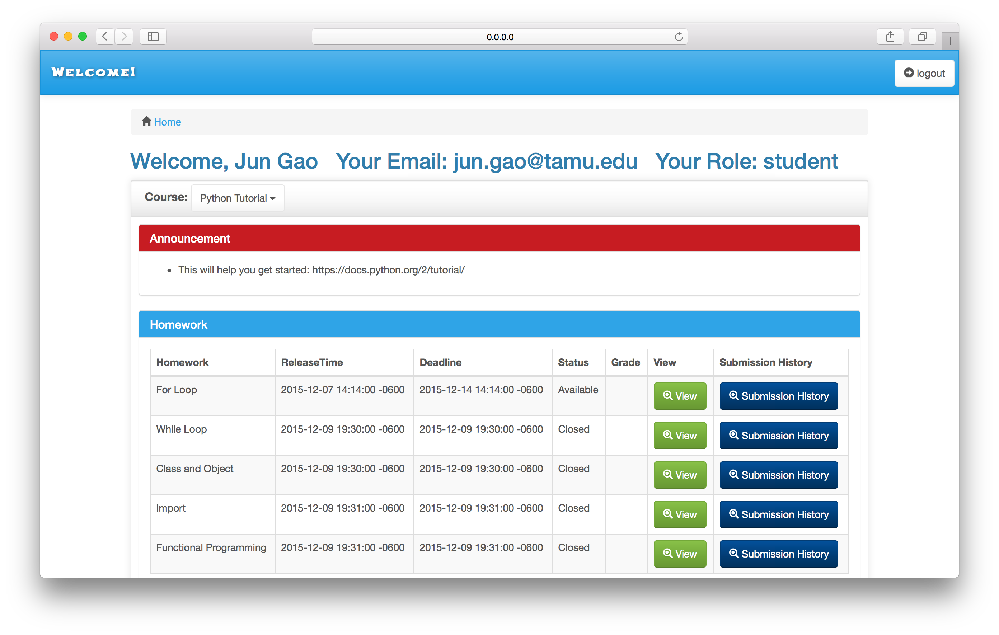 0.0.0.0
Welcome!
logout
Home
Welcome, Jun Gao Your Email: jun.gao@tamu.edu Your Role: student
Course: Python Tutorial
Announcement
This will help you get started: https://docs.python.org/2/tutorial/
Homework
Homework ReleaseTime Deadline Status Grade View Submission History
For Loop 2015-12-07 14:14:00 -0600 2015-12-14 14:14:00 -0600 Available View Submission History
While Loop 2015-12-09 19:30:00 -0600 2015-12-09 19:30:00 -0600 Closed View Submission History
Class and Object 2015-12-09 19:30:00 -0600 2015-12-09 19:30:00 -0600 Closed View Submission History
Import 2015-12-09 19:31:00 -0600 2015-12-09 19:31:00 -0600 Closed View Submission History
Functional Programming 2015-12-09 19:31:00 -0600 2015-12-09 19:31:00 -0600 Closed View Submission History